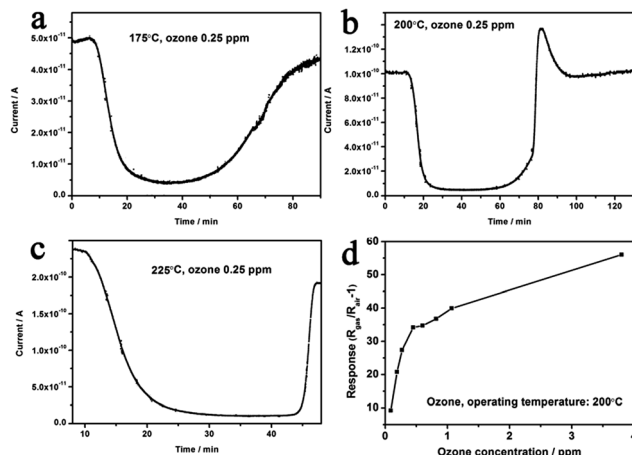 a
175°C, ozone 0.25 ppm
5.0x10⁻¹¹
4.0x10⁻¹¹
3.0x10⁻¹¹
2.0x10⁻¹¹
1.0x10⁻¹¹
0.0
Current / A
0 20 40 60 80
Time / min
b
200°C, ozone 0.25 ppm
1.2x10⁻¹⁰
1.0x10⁻¹⁰
8.0x10⁻¹¹
6.0x10⁻¹¹
4.0x10⁻¹¹
2.0x10⁻¹¹
0.0
Current / A
0 20 40 60 80 100 120
Time / min
c
225°C, ozone 0.25 ppm
2.0x10⁻¹⁰
1.5x10⁻¹⁰
1.0x10⁻¹⁰
5.0x10⁻¹¹
0.0
Current / A
10 20 30 40
Time / min
d
60
50
40
30
20
10
Response (R_gas/R_air-1)
Ozone, operating temperature: 200°C
0 1 2 3 4
Ozone concentration / ppm